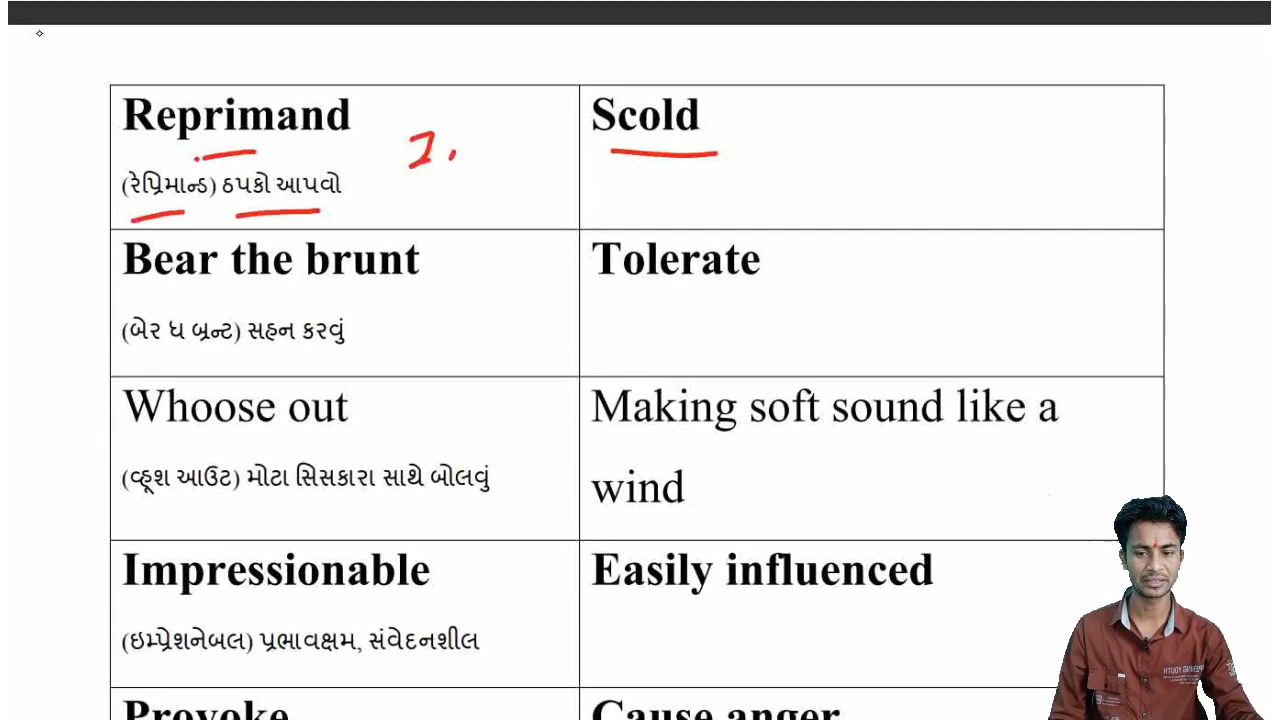 Reprimand
Scold
(રેપ્રિમાન્ડ) ઠપકો આપવો
Bear the brunt
Tolerate
(બેર ધ બ્રન્ટ) સહન કરવું
Whoose out
Making soft sound like a
wind
(વ્હૂશ આઉટ) મોટા સિસકારા સાથે બોલવું
Impressionable
Easily influenced
(ઇમ્પ્રેશનેબલ) પ્રભાવક્ષમ, સંવેદનશીલ
Provoke
Cause anger